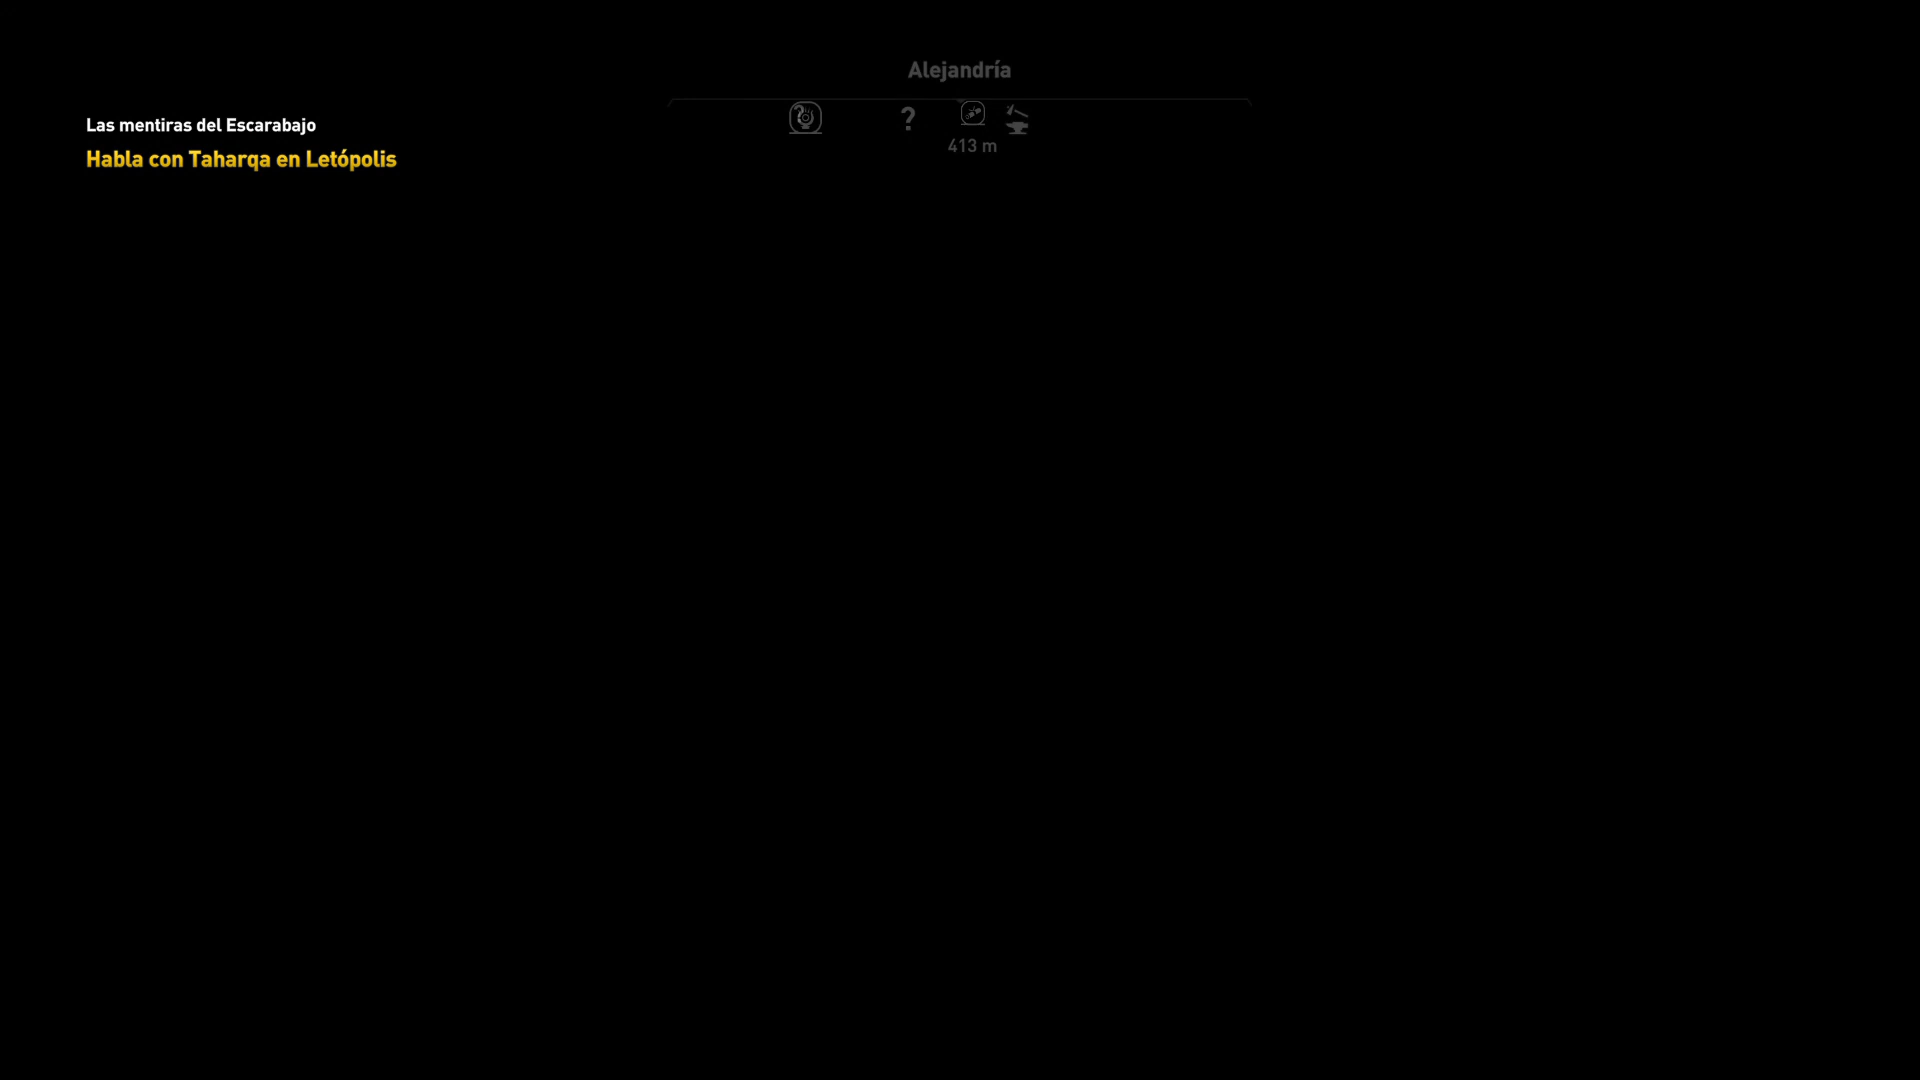 Alejandría
Las mentiras del Escarabajo
Habla con Taharqa en Letópolis
?
413 m